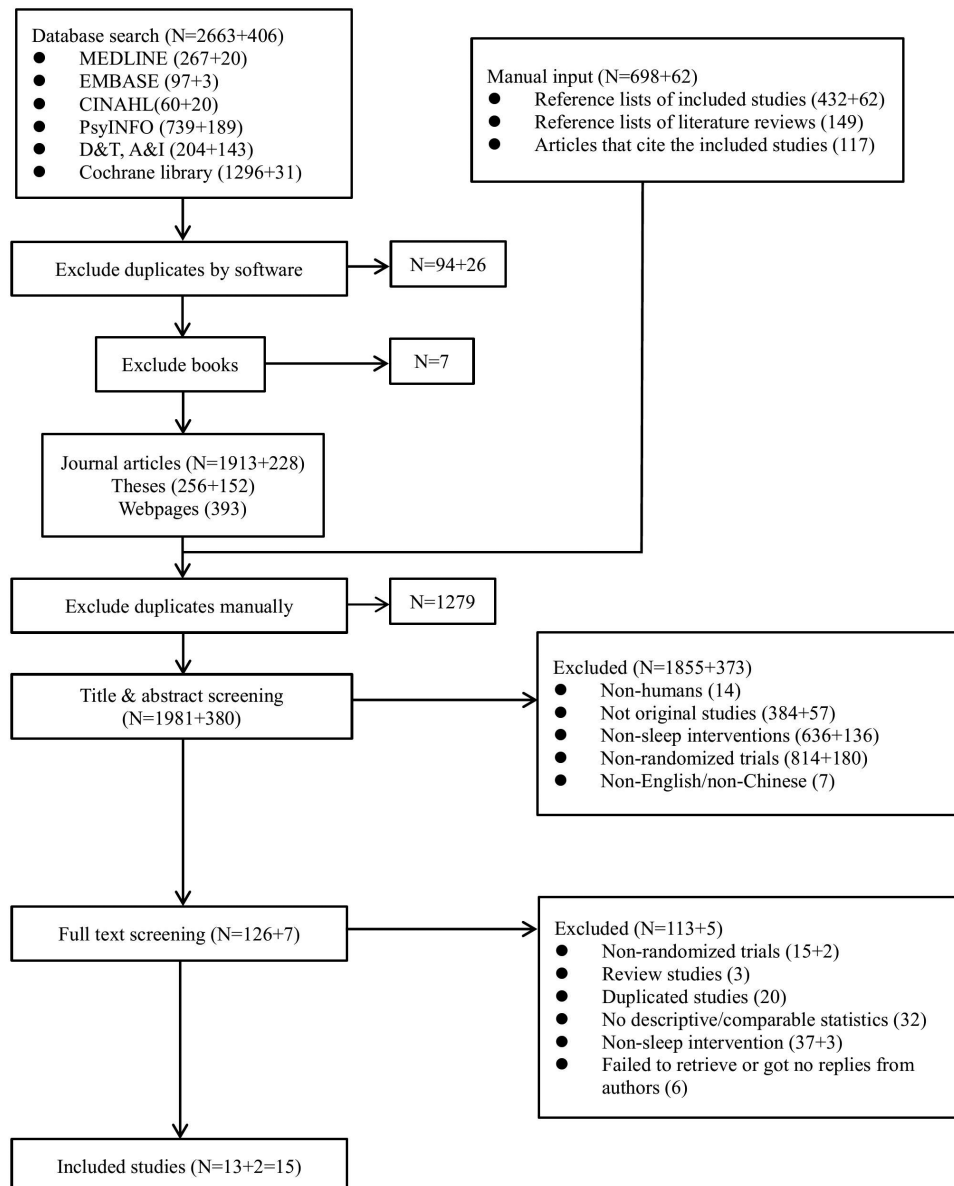 Database search (N=2663+406)
● MEDLINE (267+20)
● EMBASE (97+3)
● CINAHL(60+20)
● PsyINFO (739+189)
● D&T, A&I (204+143)
● Cochrane library (1296+31)
Manual input (N=698+62)
● Reference lists of included studies (432+62)
● Reference lists of literature reviews (149)
● Articles that cite the included studies (117)
Exclude duplicates by software
N=94+26
Exclude books
N=7
Journal articles (N=1913+228)
Theses (256+152)
Webpages (393)
Exclude duplicates manually
N=1279
Title & abstract screening
(N=1981+380)
Excluded (N=1855+373)
● Non-humans (14)
● Not original studies (384+57)
● Non-sleep interventions (636+136)
● Non-randomized trials (814+180)
● Non-English/non-Chinese (7)
Full text screening (N=126+7)
Excluded (N=113+5)
● Non-randomized trials (15+2)
● Review studies (3)
● Duplicated studies (20)
● No descriptive/comparable statistics (32)
● Non-sleep intervention (37+3)
● Failed to retrieve or got no replies from
authors (6)
Included studies (N=13+2=15)